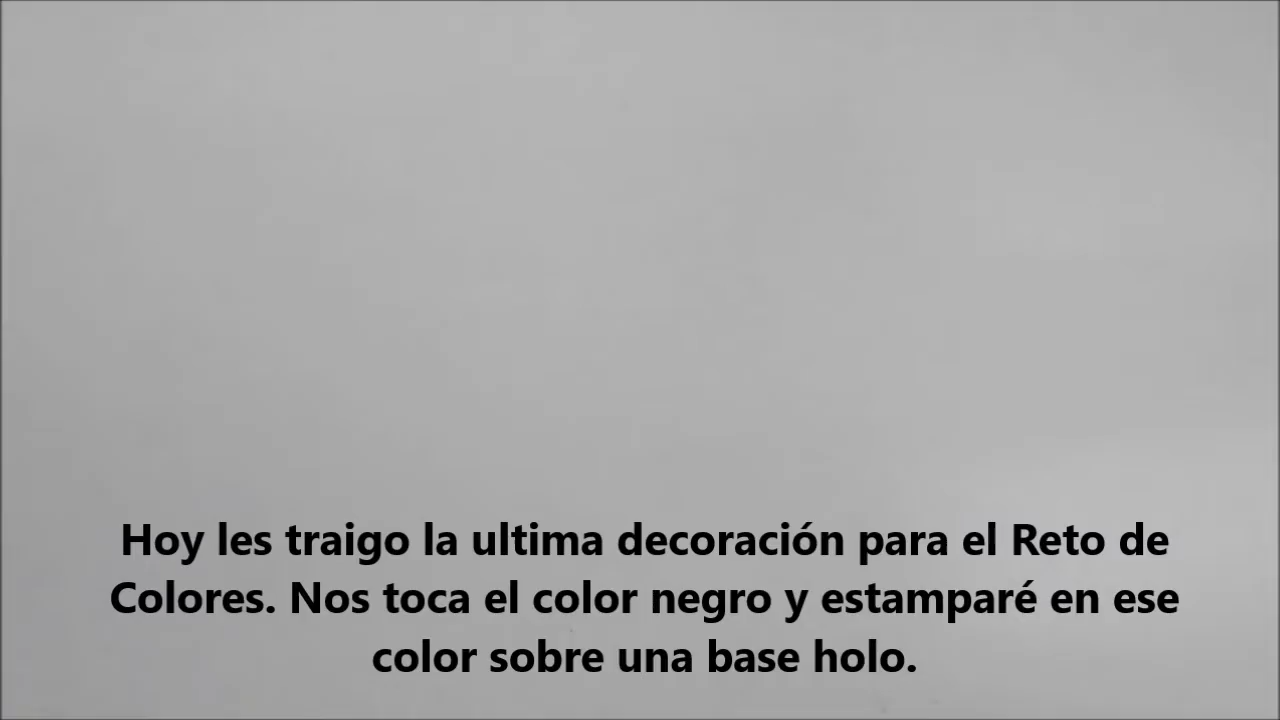 Hoy les traigo la ultima decoración para el Reto de
Colores. Nos toca el color negro y estamparé en ese
color sobre una base holo.